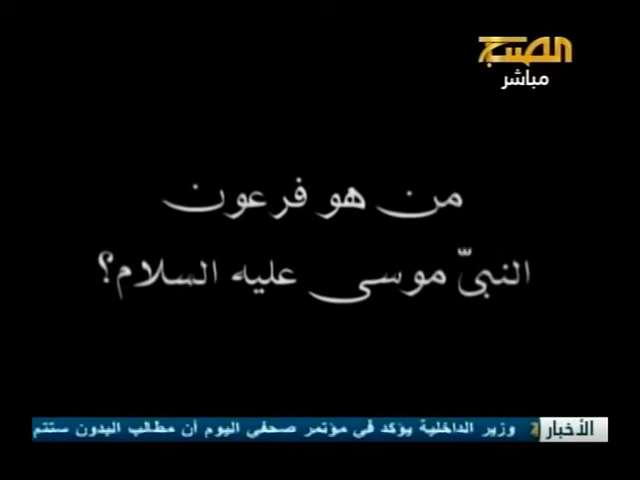 الصبح
مباشر
من هو فرعون
النبيّ موسى عليه السلام؟
الأخبار
وزير الداخلية يؤكد في مؤتمر صحفي اليوم أن مطالب البدون ستتم